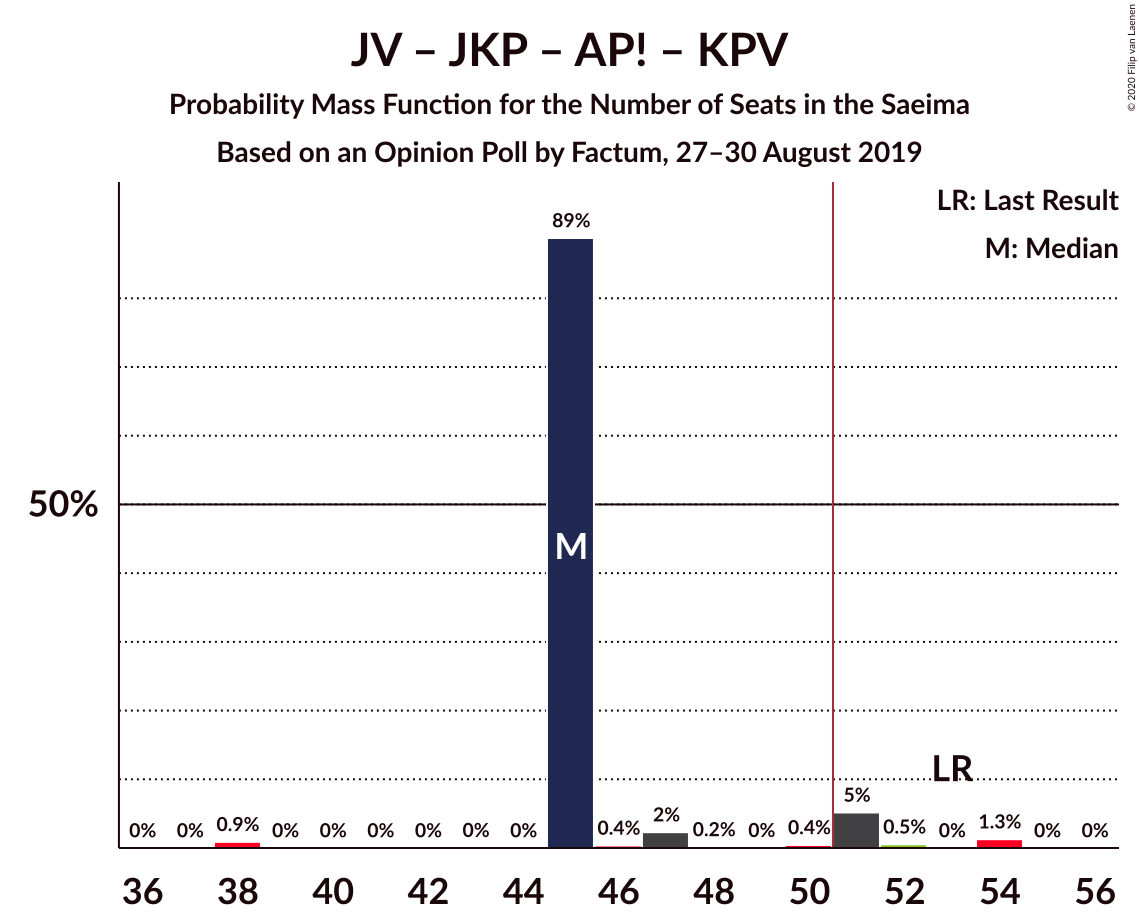 JV – JKP – AP! – KPV
Probability Mass Function for the Number of Seats in the Saeima
Based on an Opinion Poll by Factum, 27–30 August 2019
© 2020 Filip van Laenen
LR: Last Result
M: Median
89%
50%
M
LR
0% 0% 0.9% 0% 0% 0% 0% 0% 0% 0.4% 2% 0.2% 0% 0.4% 5% 0.5% 0% 1.3% 0% 0%
36 38 40 42 44 46 48 50 52 54 56